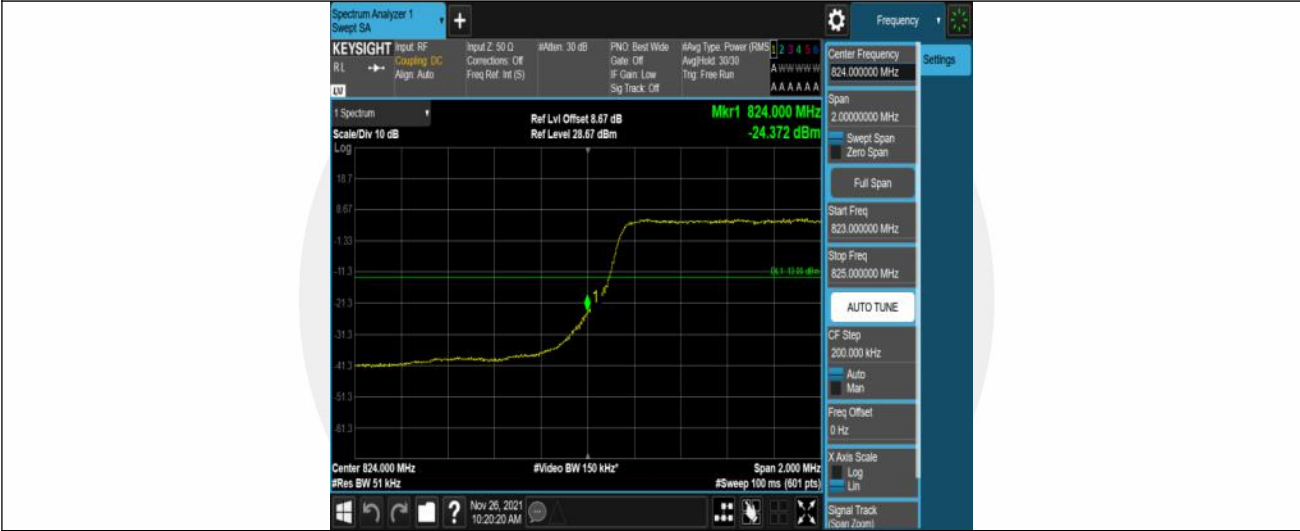 Spectrum Analyzer 1
Swept SA
+
Frequency
KEYSIGHT
RL
LV
Input: RF
Coupling: DC
Align: Auto
Input Z: 50 Ω
Corrections: Off
Freq Ref: Int (S)
#Atten: 30 dB
PNO: Best Wide
Gate: Off
IF Gain: Low
Sig Track: Off
#Avg Type: Power (RMS
Avg|Hold: 30/30
Trig: Free Run
1 2 3 4 5 6
A W W W W W
A A A A A A
1 Spectrum
Scale/Div 10 dB
Log
Ref Lvl Offset 8.67 dB
Ref Level 28.67 dBm
Mkr1 824.000 MHz
-24.372 dBm
18.7
8.67
-1.33
-11.3
-21.3
-31.3
-41.3
-51.3
-61.3
1
Center 824.000 MHz
#Res BW 51 kHz
#Video BW 150 kHz*
Span 2.000 MHz
#Sweep 100 ms (601 pts)
?
Nov 26, 2021
10:20:20 AM
Center Frequency
824.000000 MHz
Settings
Span
2.00000000 MHz
Swept Span
Zero Span
Full Span
Start Freq
823.000000 MHz
Stop Freq
825.000000 MHz
AUTO TUNE
CF Step
200.000 kHz
Auto
Man
Freq Offset
0 Hz
X Axis Scale
Log
Lin
Signal Track
(Span Zoom)